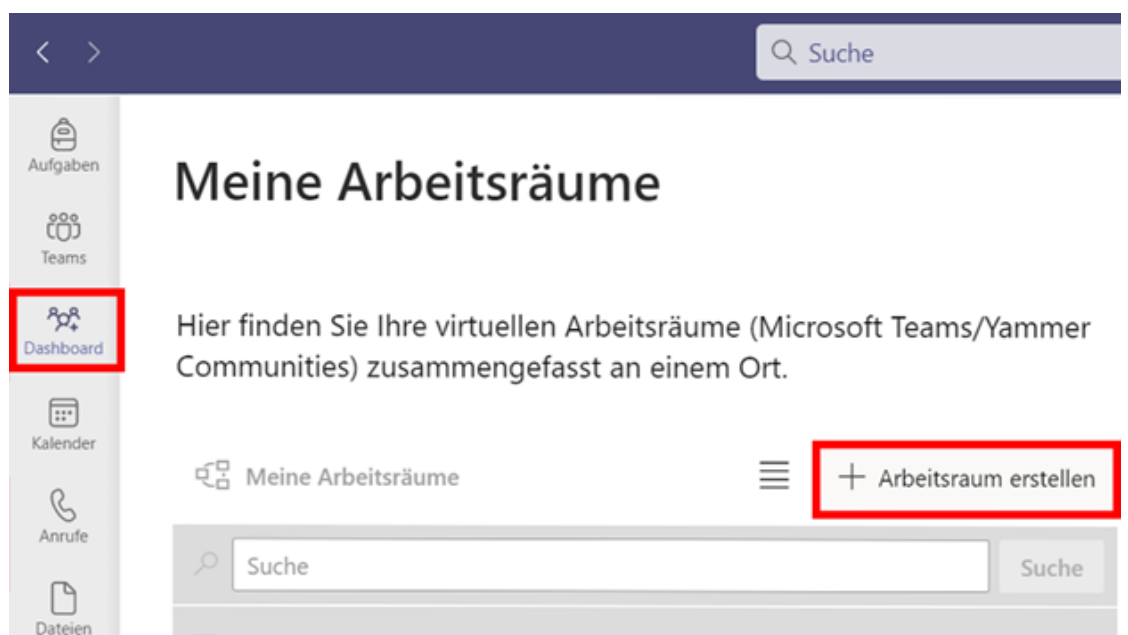 Suche
Aufgaben
Teams
Dashboard
Kalender
Anrufe
Dateien
Meine Arbeitsräume
Hier finden Sie Ihre virtuellen Arbeitsräume (Microsoft Teams/Yammer
Communities) zusammengefasst an einem Ort.
Meine Arbeitsräume
Arbeitsraum erstellen
Suche
Suche